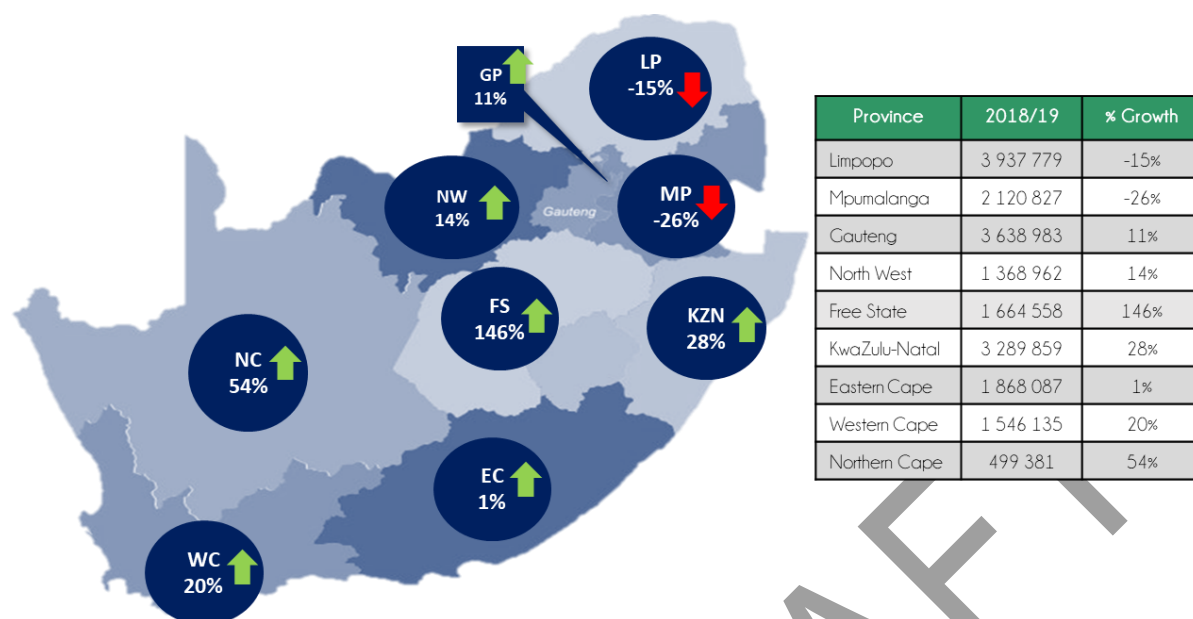 LP
-15%
GP
11%
NW
14%
Gauteng
MP
-26%
FS
146%
KZN
28%
NC
54%
EC
1%
WC
20%
Province 2018/19 % Growth
Limpopo 3 937 779 -15%
Mpumalanga 2 120 827 -26%
Gauteng 3 638 983 11%
North West 1 368 962 14%
Free State 1 664 558 146%
KwaZulu-Natal 3 289 859 28%
Eastern Cape 1 868 087 1%
Western Cape 1 546 135 20%
Northern Cape 499 381 54%